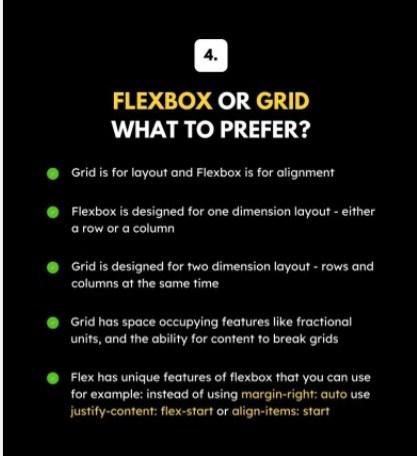 4.
FLEXBOX OR GRID
WHAT TO PREFER?
Grid is for layout and Flexbox is for alignment
Flexbox is designed for one dimension layout - either
a row or a column
Grid is designed for two dimension layout - rows and
columns at the same time
Grid has space occupying features like fractional
units, and the ability for content to break grids
Flex has unique features of flexbox that you can use
for example: instead of using margin-right: auto use
justify-content: flex-start or align-items: start